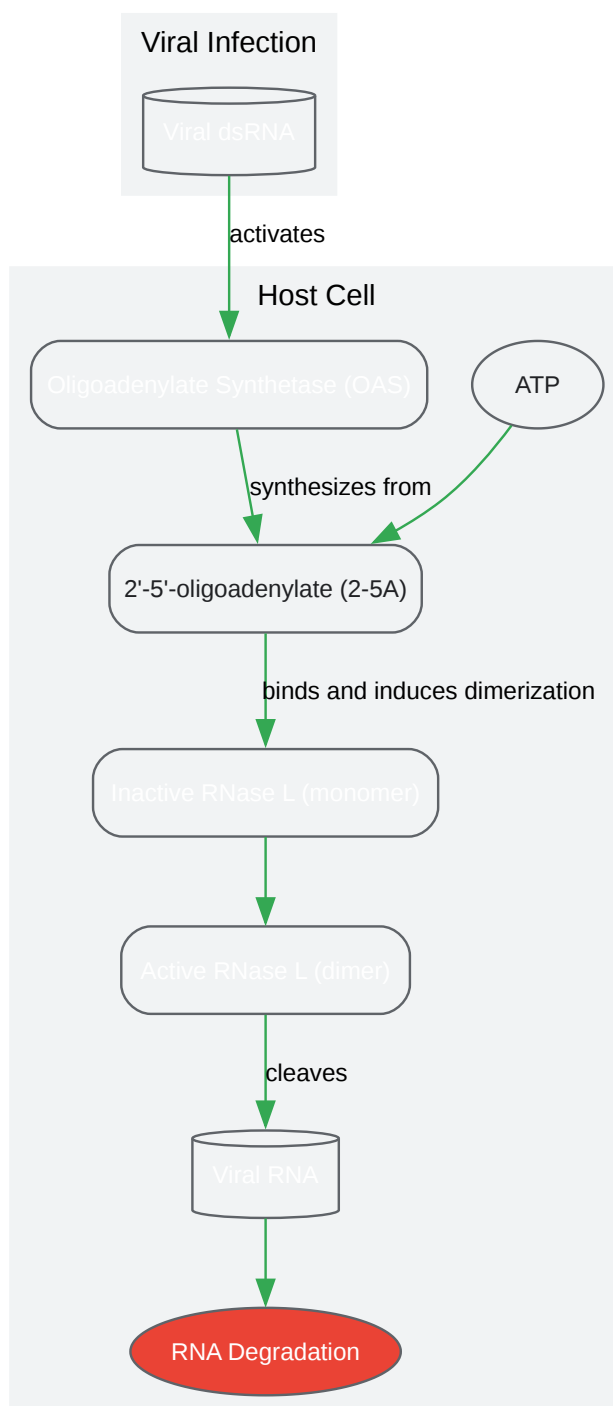 Viral Infection
Viral dsRNA
activates
Host Cell
Oligoadenylate Synthetase (OAS)
ATP
synthesizes from
2'-5'-oligoadenylate (2-5A)
binds and induces dimerization
Inactive RNase L (monomer)
Active RNase L (dimer)
cleaves
Viral RNA
RNA Degradation